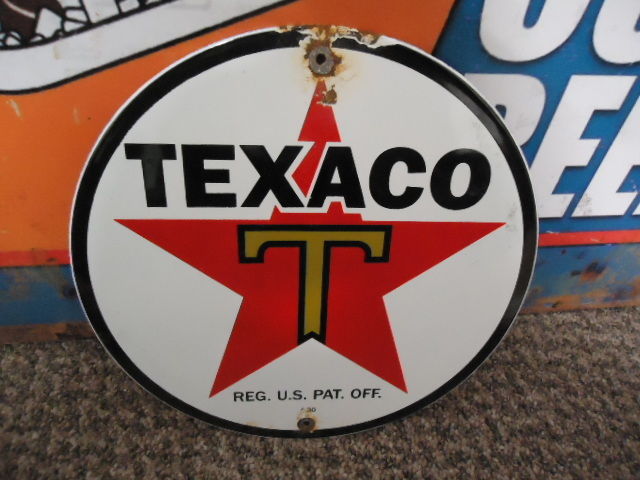 TEXACO
T
REG. U.S. PAT. OFF.